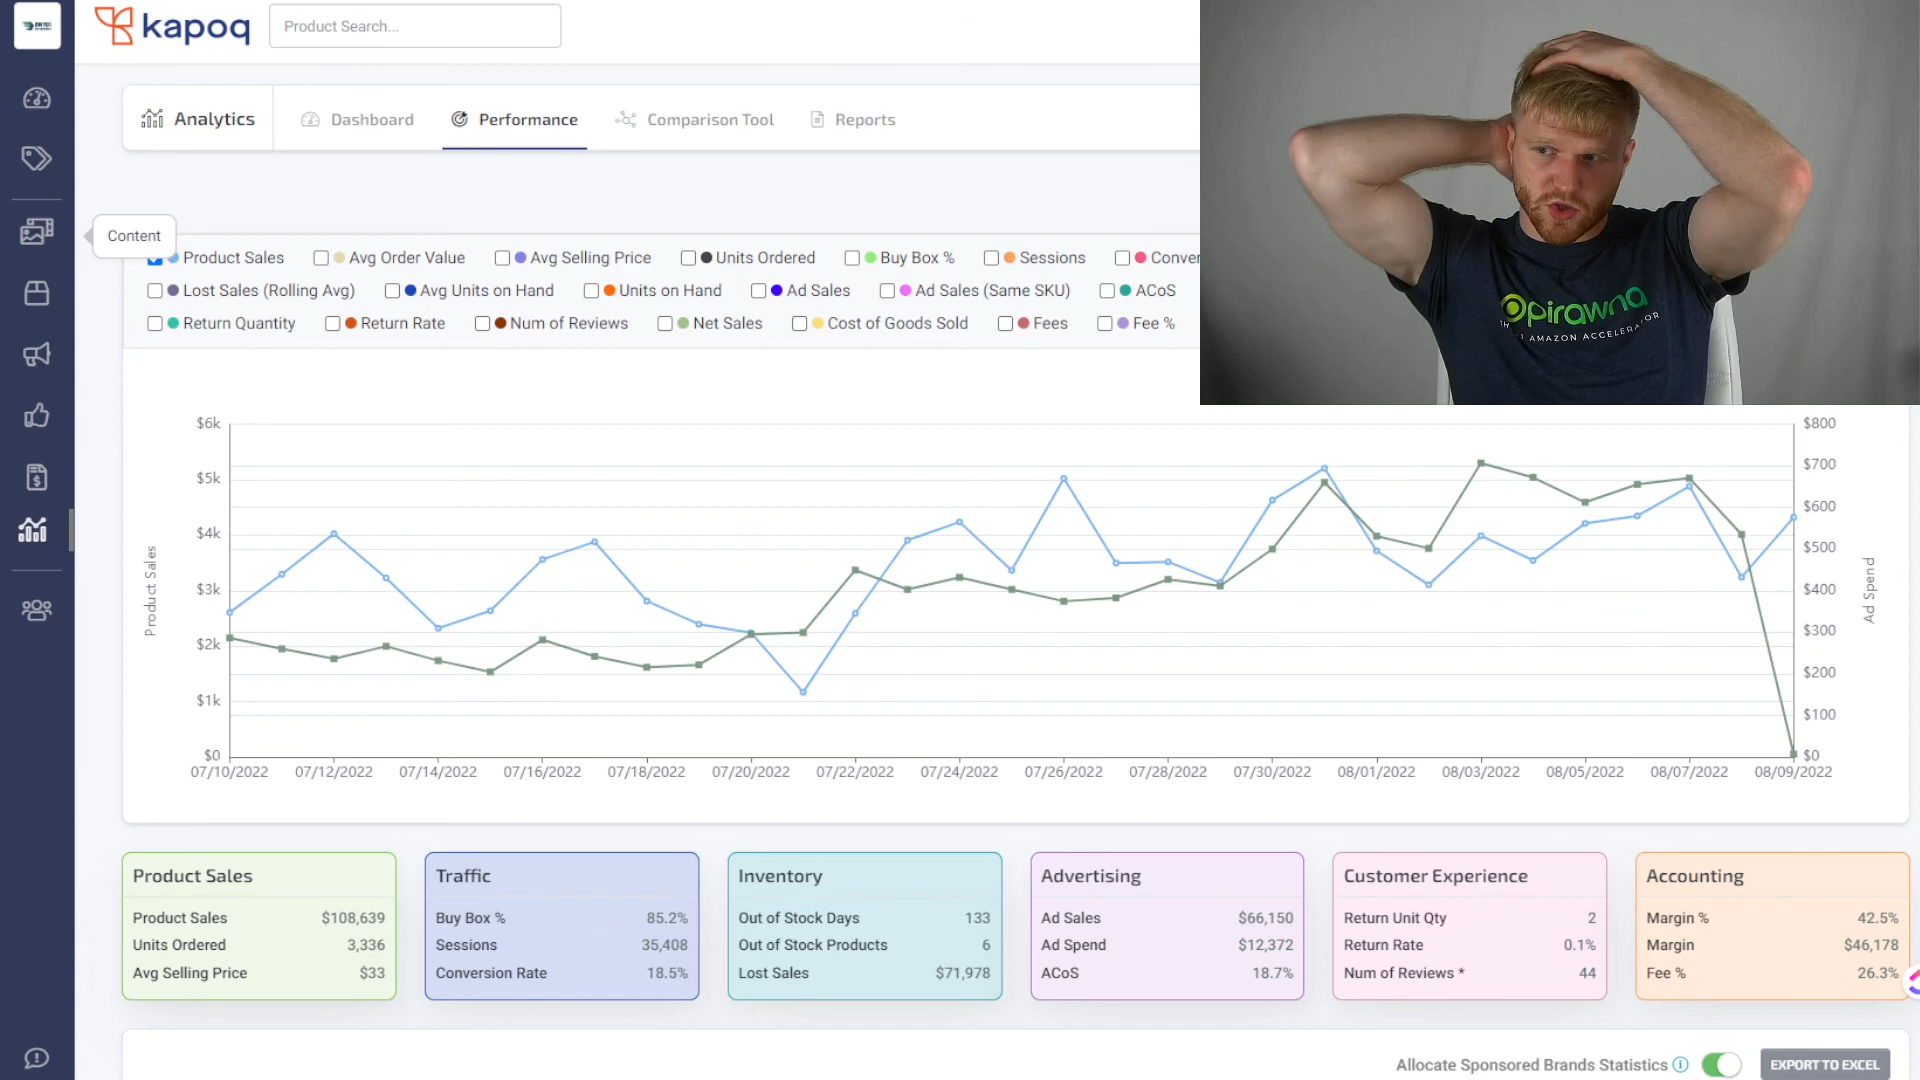 kapoq
Product Search...
Analytics
Dashboard
Performance
Comparison Tool
Reports
Content
Product Sales
Avg Order Value
Avg Selling Price
Units Ordered
Buy Box %
Sessions
Conver
Lost Sales (Rolling Avg)
Avg Units on Hand
Units on Hand
Ad Sales
Ad Sales (Same SKU)
ACoS
Return Quantity
Return Rate
Num of Reviews
Net Sales
Cost of Goods Sold
Fees
Fee %
Opirawna
AMAZON ACCELERATOR
$6k
$5k
$4k
$3k
$2k
$1k
$0
Product Sales
$800
$700
$600
$500
$400
$300
$200
$100
$0
Ad Spend
07/10/2022
07/12/2022
07/14/2022
07/16/2022
07/18/2022
07/20/2022
07/22/2022
07/24/2022
07/26/2022
07/28/2022
07/30/2022
08/01/2022
08/03/2022
08/05/2022
08/07/2022
08/09/2022
Product Sales
Product Sales $108,639
Units Ordered 3,336
Avg Selling Price $33
Traffic
Buy Box % 85.2%
Sessions 35,408
Conversion Rate 18.5%
Inventory
Out of Stock Days 133
Out of Stock Products 6
Lost Sales $71,978
Advertising
Ad Sales $66,150
Ad Spend $12,372
ACoS 18.7%
Customer Experience
Return Unit Qty 2
Return Rate 0.1%
Num of Reviews * 44
Accounting
Margin % 42.5%
Margin $46,178
Fee % 26.3%
Allocate Sponsored Brands Statistics
EXPORT TO EXCEL